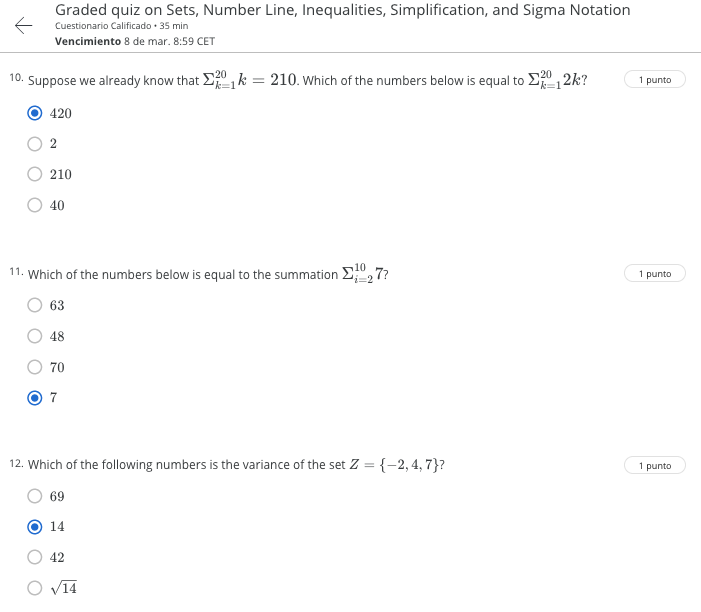 Graded quiz on Sets, Number Line, Inequalities, Simplification, and Sigma Notation
Cuestionario Calificado • 35 min
Vencimiento 8 de mar. 8:59 CET
10. Suppose we already know that $\Sigma_{k=1}^{20} k = 210$. Which of the numbers below is equal to $\Sigma_{k=1}^{20} 2k$? 1 punto
420
2
210
40
11. Which of the numbers below is equal to the summation $\Sigma_{i=2}^{10} 7$? 1 punto
63
48
70
7
12. Which of the following numbers is the variance of the set $Z = \{-2, 4, 7\}$? 1 punto
69
14
42
$\sqrt{14}$